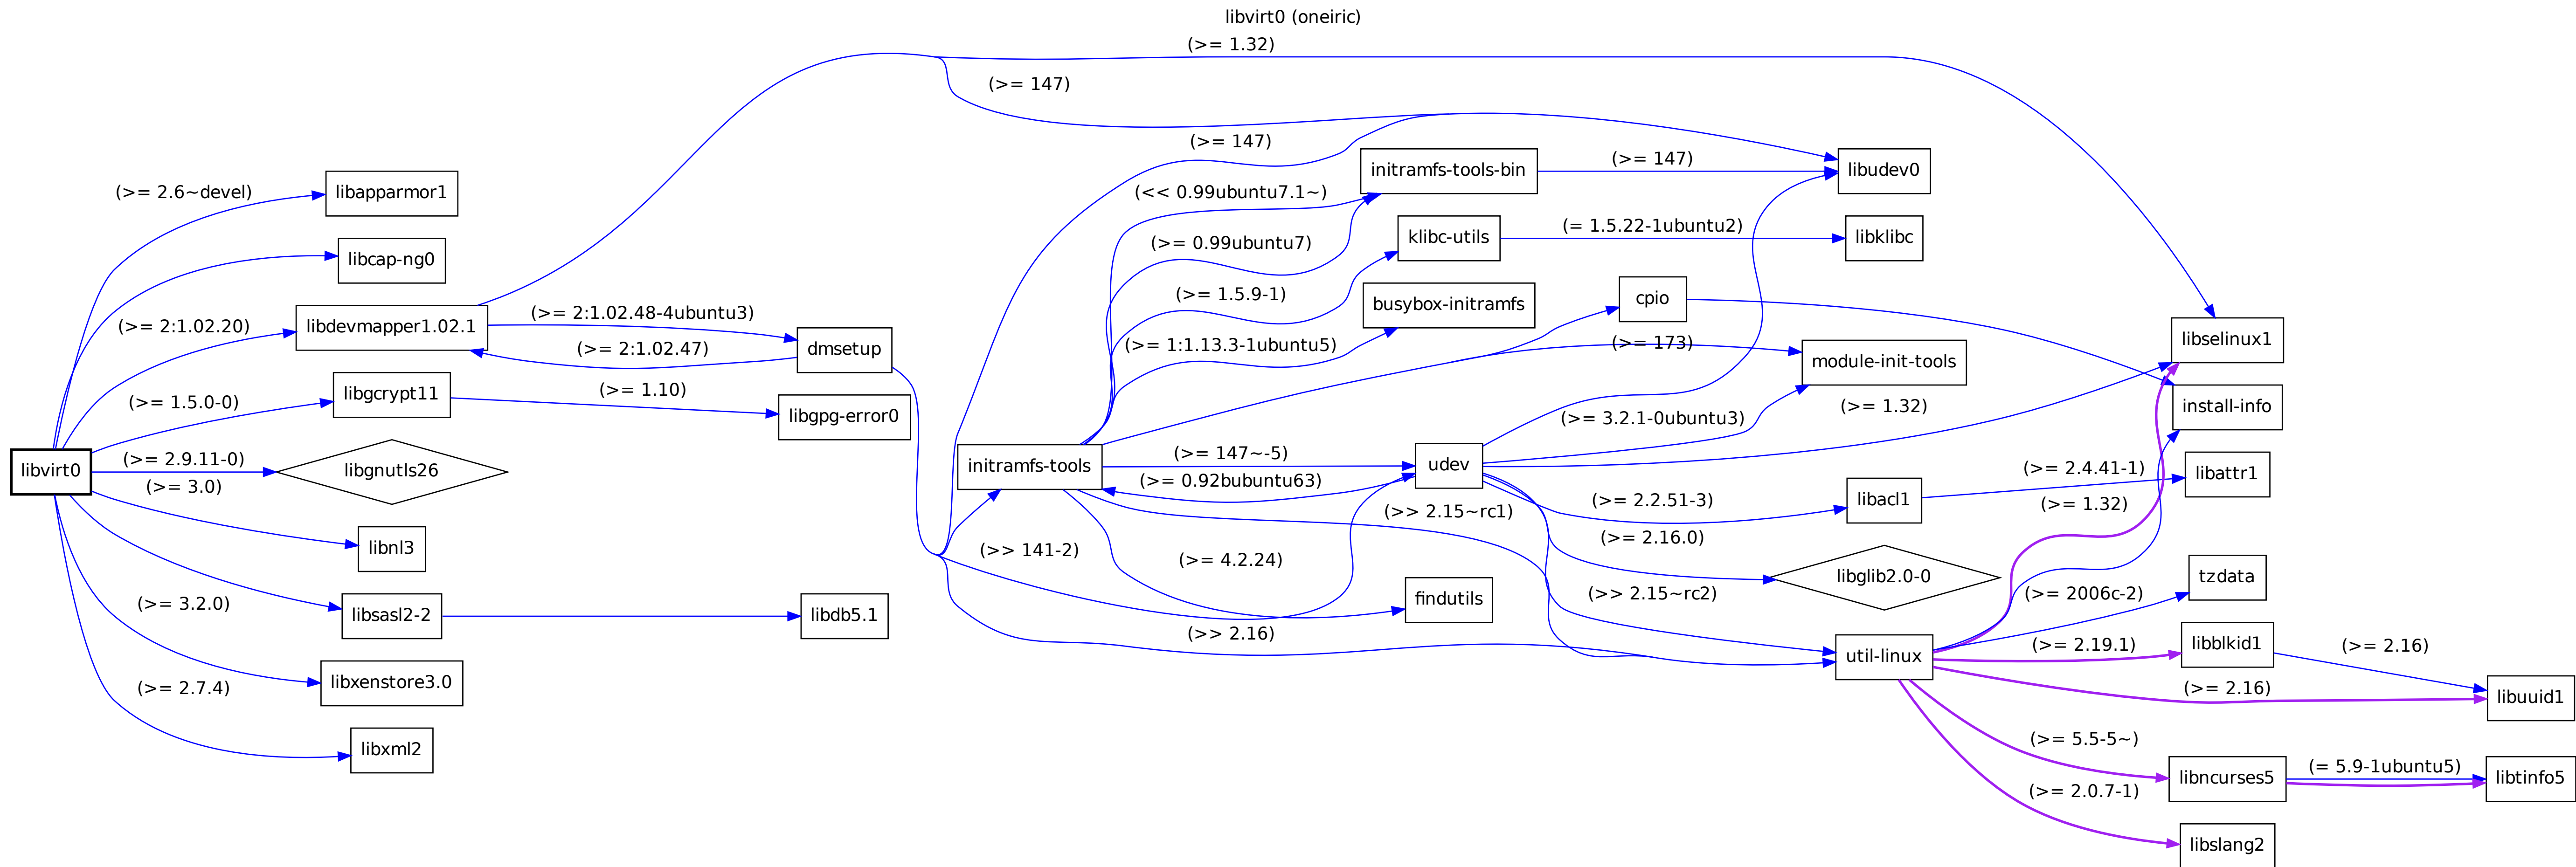 libvirt0 (oneiric)
(>= 1.32)
(>= 147)
(>= 147)
(>= 147)
initramfs-tools-bin
libudev0
(>= 2.6~devel)
libapparmor1
(<< 0.99ubuntu7.1~)
klibc-utils
(= 1.5.22-1ubuntu2)
libklibc
(>= 0.99ubuntu7)
libcap-ng0
(>= 1.5.9-1)
busybox-initramfs
cpio
(>= 2:1.02.20)
libdevmapper1.02.1
(>= 2:1.02.48-4ubuntu3)
(>= 2:1.02.47)
dmsetup
(>= 1:1.13.3-1ubuntu5)
(>= 173)
module-init-tools
libselinux1
(>= 1.5.0-0)
libgcrypt11
(>= 1.10)
libgpg-error0
(>= 3.2.1-0ubuntu3)
(>= 1.32)
install-info
libvirt0
(>= 2.9.11-0)
(>= 3.0)
libgnutls26
initramfs-tools
(>= 147~-5)
(>= 0.92bubuntu63)
udev
(>> 2.15~rc1)
(>= 2.2.51-3)
libacl1
(>= 2.4.41-1)
libattr1
(>= 1.32)
libnl3
(>> 141-2)
(>= 4.2.24)
(>= 2.16.0)
(>> 2.15~rc2)
libglib2.0-0
tzdata
(>= 2006c-2)
(>= 3.2.0)
libsasl2-2
libdb5.1
findutils
(>> 2.16)
util-linux
(>= 2.19.1)
libblkid1
(>= 2.16)
(>= 2.7.4)
libxenstore3.0
(>= 2.16)
libuuid1
libxml2
(>= 5.5-5~)
libncurses5
(= 5.9-1ubuntu5)
libtinfo5
(>= 2.0.7-1)
libslang2